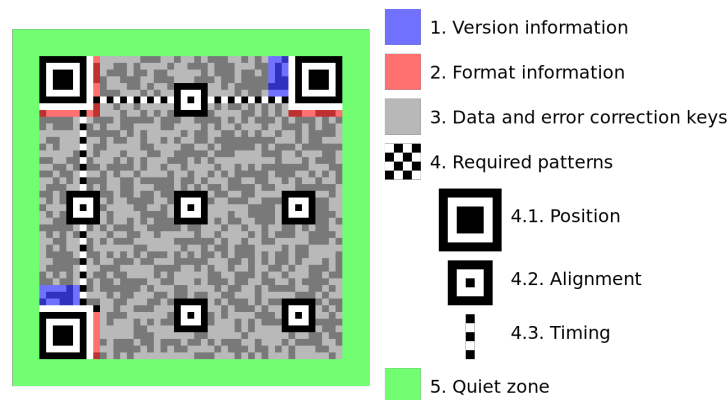 1. Version information
2. Format information
3. Data and error correction keys
4. Required patterns
4.1. Position
4.2. Alignment
4.3. Timing
5. Quiet zone